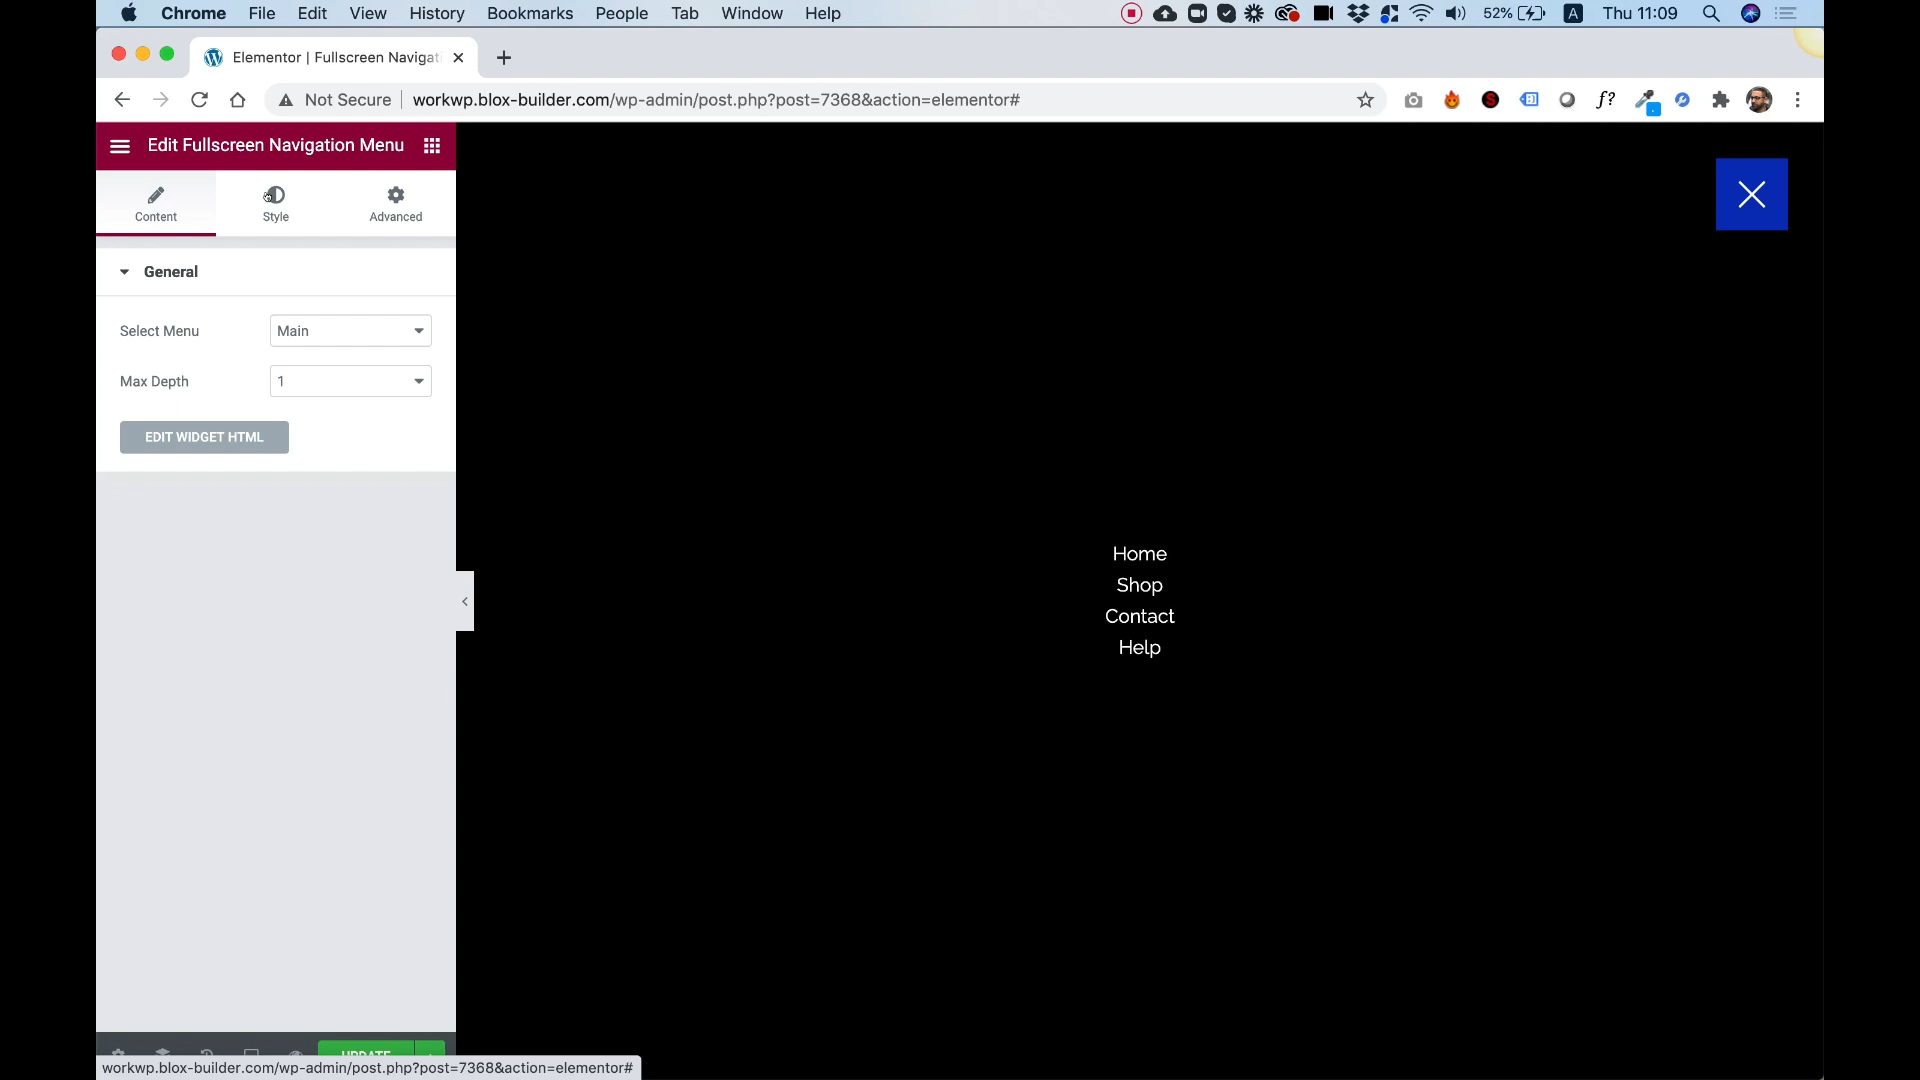 Chrome File Edit View History Bookmarks People Tab Window Help 52% A Thu 11:09
Elementor | Fullscreen Navigat
Not Secure workwp.blox-builder.com/wp-admin/post.php?post=7368&action=elementor#
f?
Edit Fullscreen Navigation Menu
Content Style Advanced
General
Select Menu Main
Max Depth 1
EDIT WIDGET HTML
Home
Shop
Contact
Help
UPDATE
workwp.blox-builder.com/wp-admin/post.php?post=7368&action=elementor#